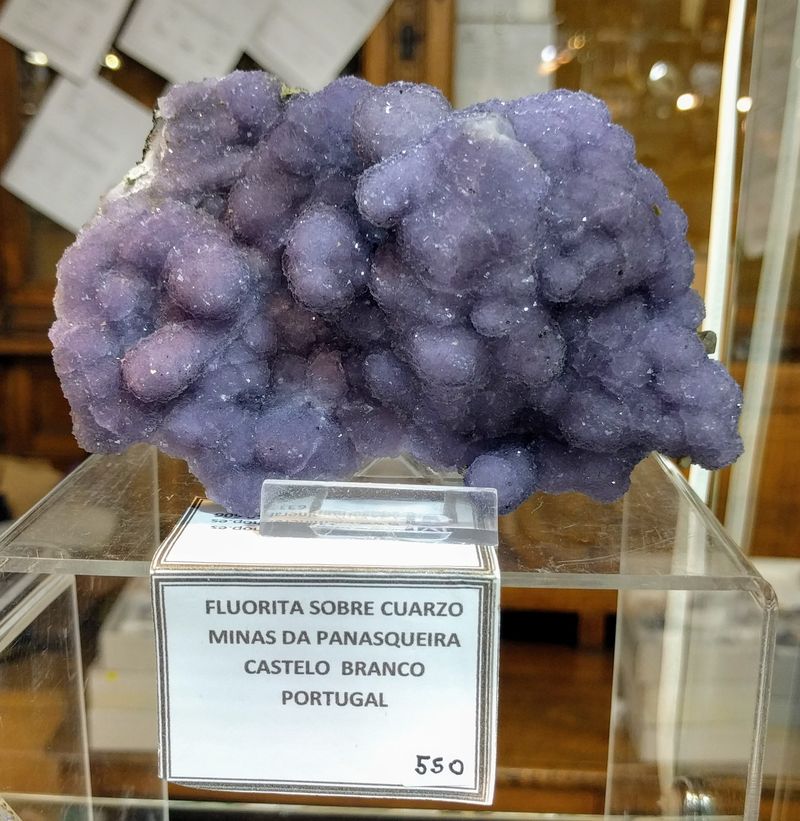 FLUORITA SOBRE CUARZO
MINAS DA PANASQUEIRA
CASTELO BRANCO
PORTUGAL
550